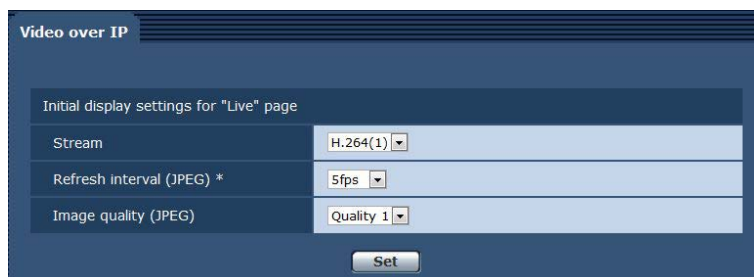 Video over IP
Initial display settings for "Live" page
Stream H.264(1)
Refresh interval (JPEG) * 5fps
Image quality (JPEG) Quality 1
Set